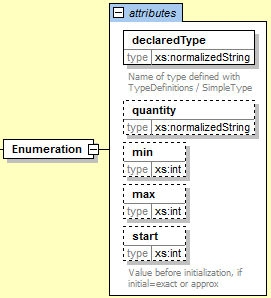 attributes
declaredType
type xs:normalizedString
Name of type defined with
TypeDefinitions / SimpleType
quantity
type xs:normalizedString
Enumeration
min
type xs:int
max
type xs:int
start
type xs:int
Value before initialization, if
initial=exact or approx